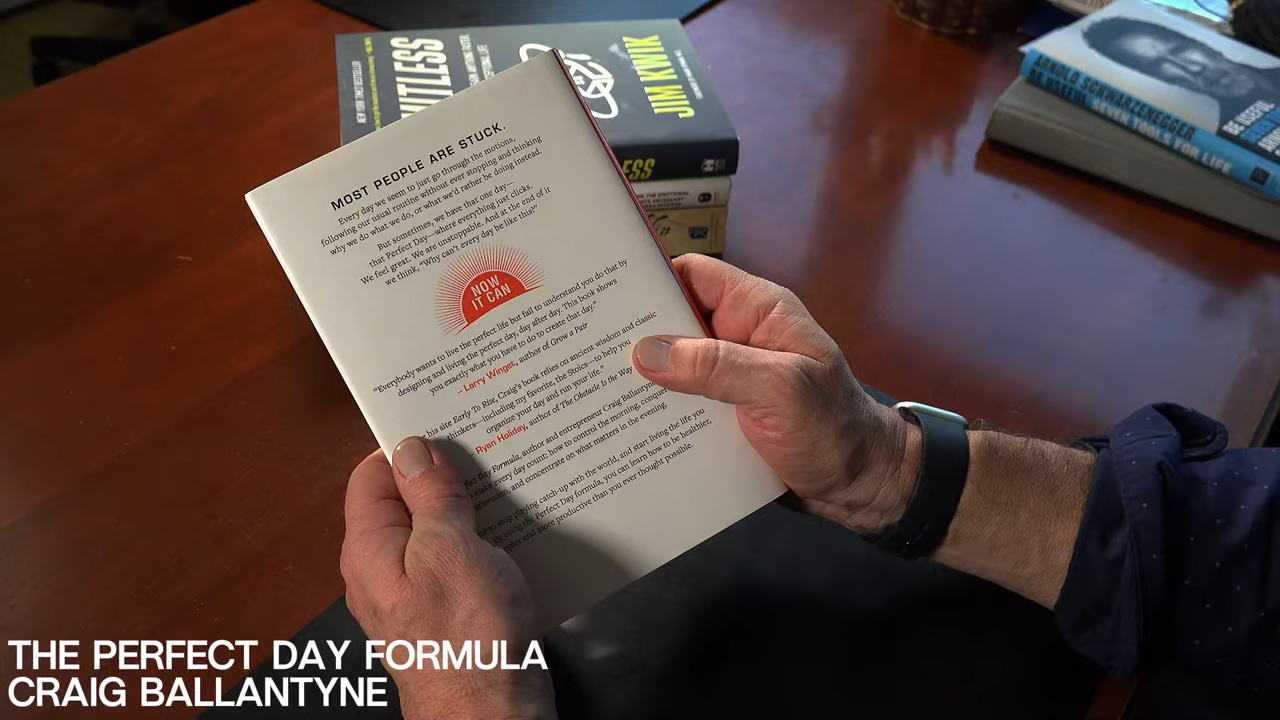 NEW YORK TIMES BESTSELLER
JIM KWIK
ARNOLD SCHWARZENEGGER
BE USEFUL: SEVEN TOOLS FOR LIFE
BE USEFUL
MOST PEOPLE ARE STUCK.
Every day we seem to just go through the motions,
following our usual routine without ever stopping and thinking
why we do what we do, or what we'd rather be doing instead.
But sometimes, we have that one day—
that Perfect Day—where everything just clicks.
We feel great. We are unstoppable. And at the end of it
we think, "Why can't every day be like this?"
NOW
IT CAN
"Everybody wants to live the perfect life but fail to understand you do that by
designing and living the perfect day, day after day. This book shows
you exactly what you have to do to create that day."
– Larry Winget, author of Grow a Pair
his site Early To Rise, Craig's book relies on ancient wisdom and classic
thinkers—including my favorite, the Stoics—to help you
organize your day and run your life."
Ryan Holiday, author of The Obstacle Is the Way
Day Formula, author and entrepreneur Craig Ballantyne
make every day count: how to control the morning, conquer
afternoon, and concentrate on what matters in the evening.
to stop playing catch-up with the world, and start living the life you
By using the Perfect Day formula, you can learn how to be healthier,
and more productive than you ever thought possible.
THE PERFECT DAY FORMULA
CRAIG BALLANTYNE